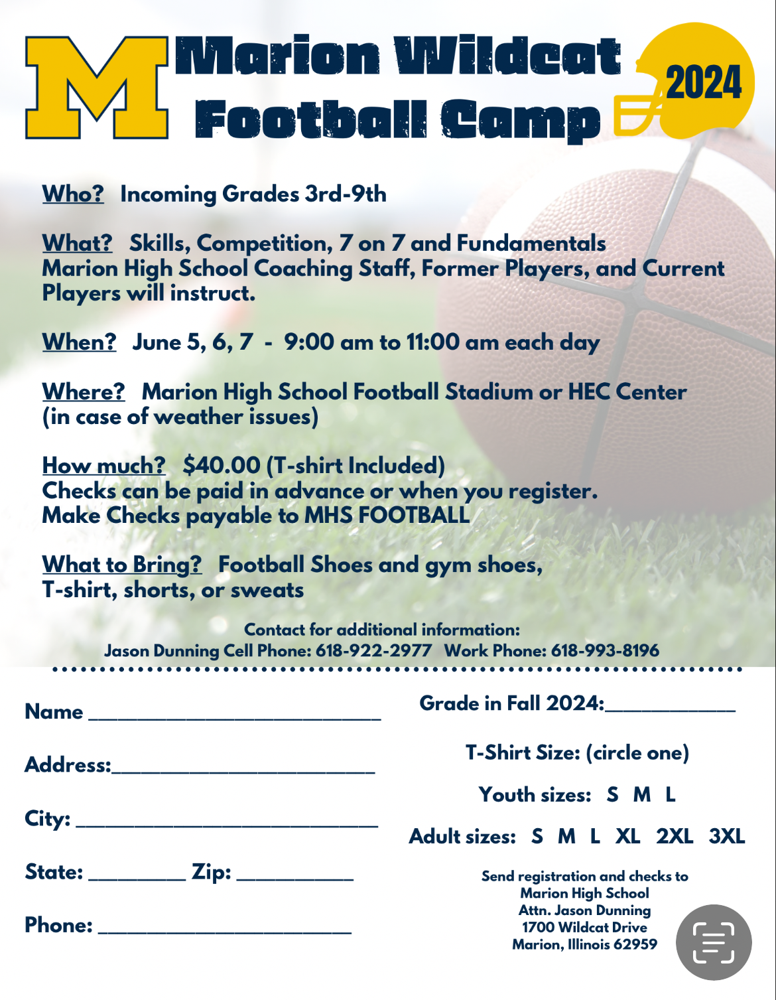 M
Marion Wildcat
Football Camp
2024
Who? Incoming Grades 3rd-9th
What? Skills, Competition, 7 on 7 and Fundamentals
Marion High School Coaching Staff, Former Players, and Current
Players will instruct.
When? June 5, 6, 7 - 9:00 am to 11:00 am each day
Where? Marion High School Football Stadium or HEC Center
(in case of weather issues)
How much? $40.00 (T-shirt Included)
Checks can be paid in advance or when you register.
Make Checks payable to MHS FOOTBALL
What to Bring? Football Shoes and gym shoes,
T-shirt, shorts, or sweats
Contact for additional information:
Jason Dunning Cell Phone: 618-922-2977 Work Phone: 618-993-8196
Name ______________________________
Address:___________________________
City: _______________________________
State: __________ Zip: ____________
Phone: __________________________
Grade in Fall 2024:______________
T-Shirt Size: (circle one)
Youth sizes: S M L
Adult sizes: S M L XL 2XL 3XL
Send registration and checks to
Marion High School
Attn. Jason Dunning
1700 Wildcat Drive
Marion, Illinois 62959